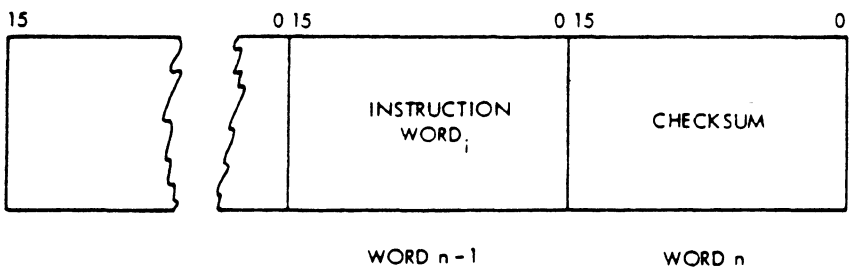 15 0 15 0 15 0
INSTRUCTION
WORD i
CHECKSUM
WORD n-1 WORD n